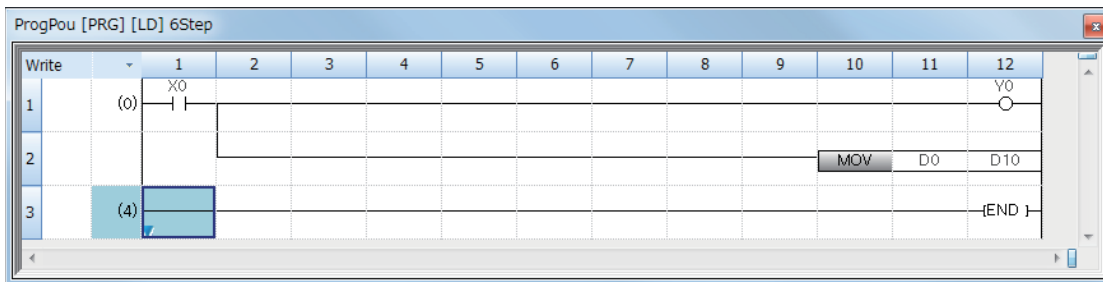 ProgPou [PRG] [LD] 6Step
Write 1 2 3 4 5 6 7 8 9 10 11 12
X0 Y0
1 (0)
2 MOV D0 D10
3 (4) [END ]